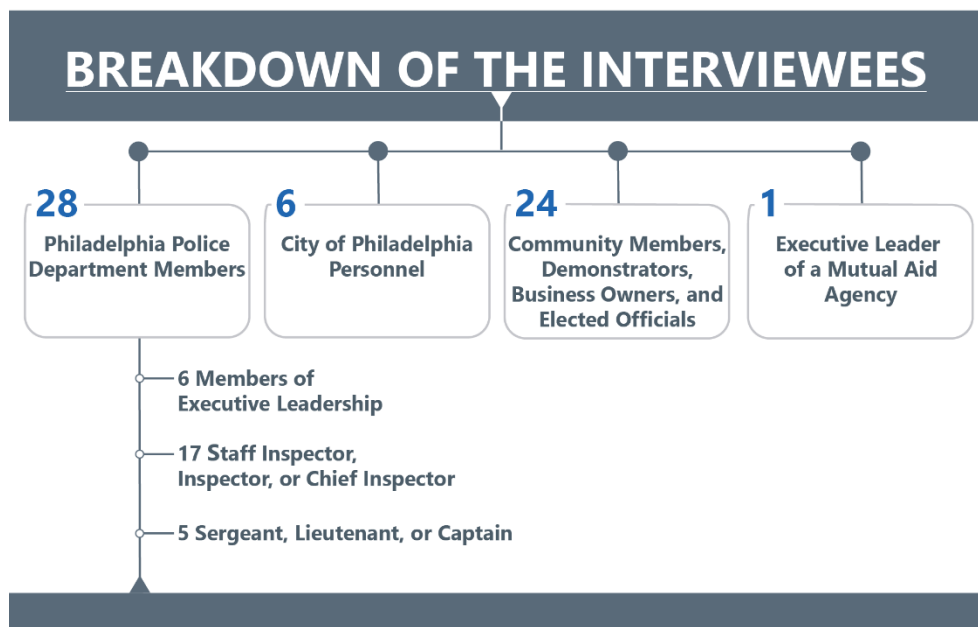 BREAKDOWN OF THE INTERVIEWEES
28
Philadelphia Police
Department Members
6
City of Philadelphia
Personnel
24
Community Members,
Demonstrators,
Business Owners, and
Elected Officials
1
Executive Leader
of a Mutual Aid
Agency
6 Members of
Executive Leadership
17 Staff Inspector,
Inspector, or Chief Inspector
5 Sergeant, Lieutenant, or Captain